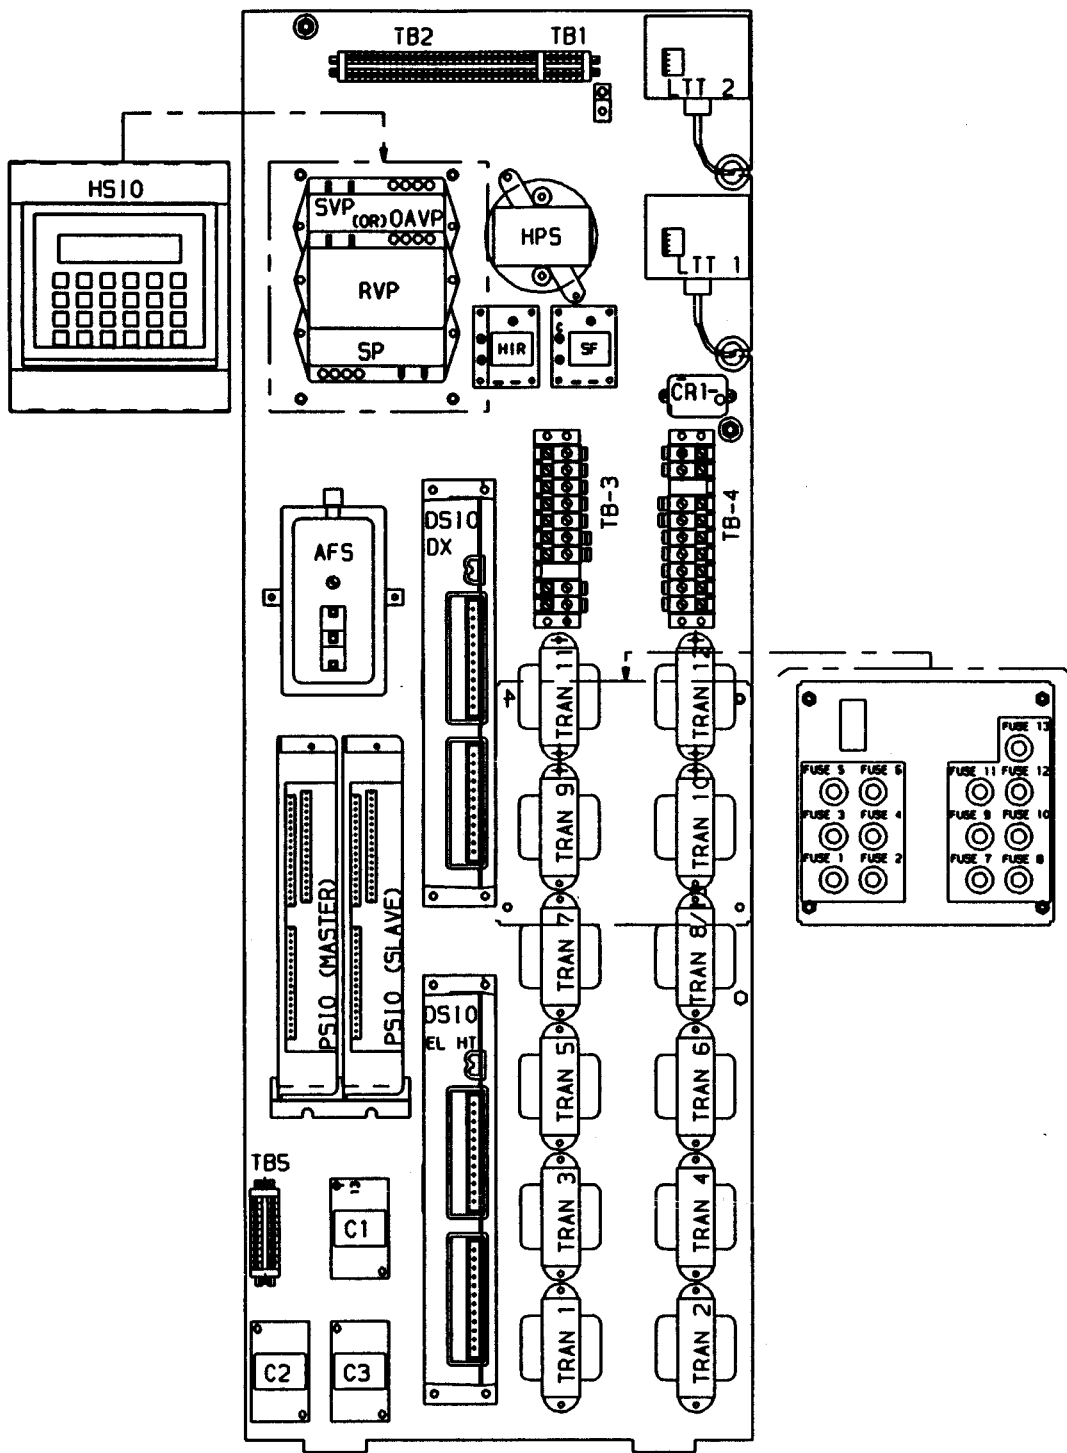 TB2
TB1
LTT 2
HSIO
SVP
(OR) OAVP
HPS
LTT 1
RVP
SP
HIR
SF
CR1-
TB-3
TB-4
DSIO
DX
AFS
TRAN 11
TRAN 12
4
FUSE 13
FUSE 5
FUSE 6
FUSE 11
FUSE 12
FUSE 3
FUSE 4
FUSE 9
FUSE 10
FUSE 1
FUSE 2
FUSE 7
FUSE 8
TRAN 9
TRAN 10
PSIO (MASTER)
PSIO (SLAVE)
TRAN 7
TRAN 8/
DSIO
EL HT
TRAN 5
TRAN 6
TB5
13
C1
TRAN 3
TRAN 4
C2
C3
TRAN 1
TRAN 2